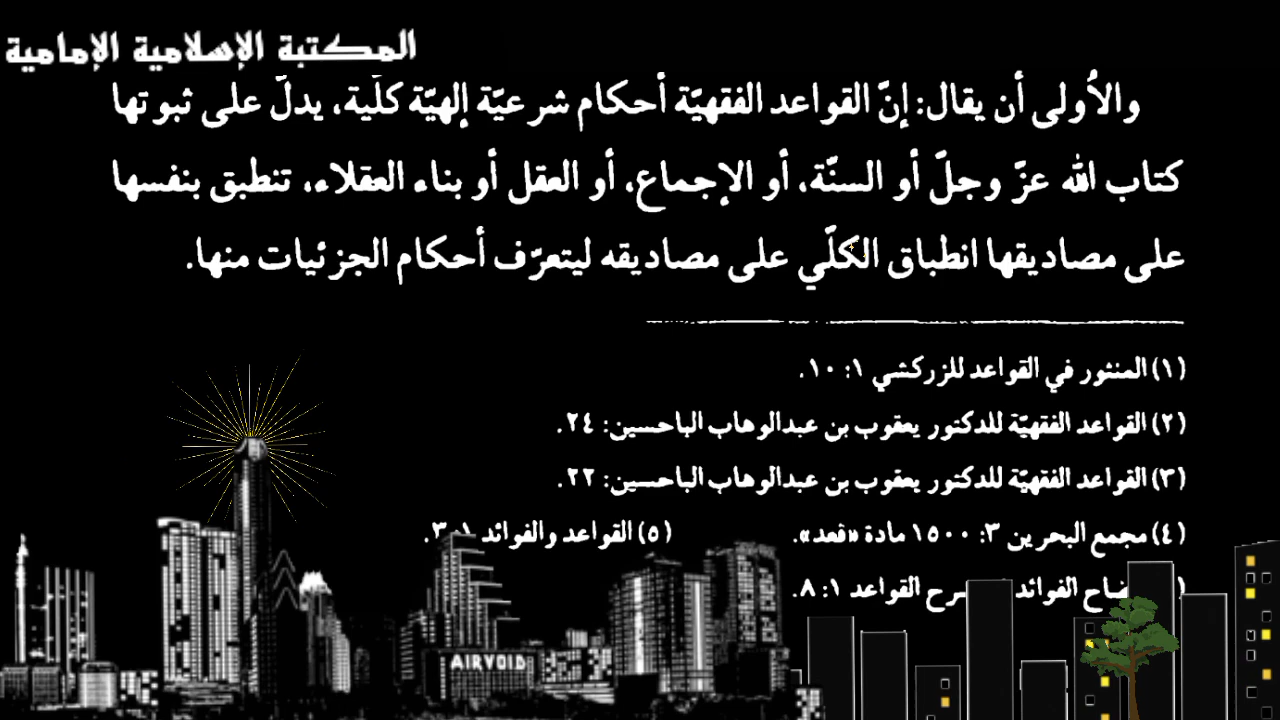 المكتبة الإسلامية الإمامية
والأولى أن يقال: إنّ القواعد الفقهيّة أحكام شرعيّة إلهيّة كلّية، يدلّ على ثبوتها
كتاب الله عزّ وجلّ أو السنّة، أو الإجماع، أو العقل أو بناء العقلاء، تنطبق بنفسها
على مصاديقها انطباق الكلّي على مصاديقه ليتعرّف أحكام الجزئيات منها.
(١) المنثور في القواعد للزركشي ١: ١٠.
(٢) القواعد الفقهيّة للدكتور يعقوب بن عبدالوهاب الباحسين: ٢٤.
(٣) القواعد الفقهيّة للدكتور يعقوب بن عبدالوهاب الباحسين: ٢٢.
(٤) مجمع البحرين ٣: ١٥٠٠ مادة «قعد». (٥) القواعد والفوائد ١: ٣٠.
الفوائد القواعد ١: ٨.
AIRVOID